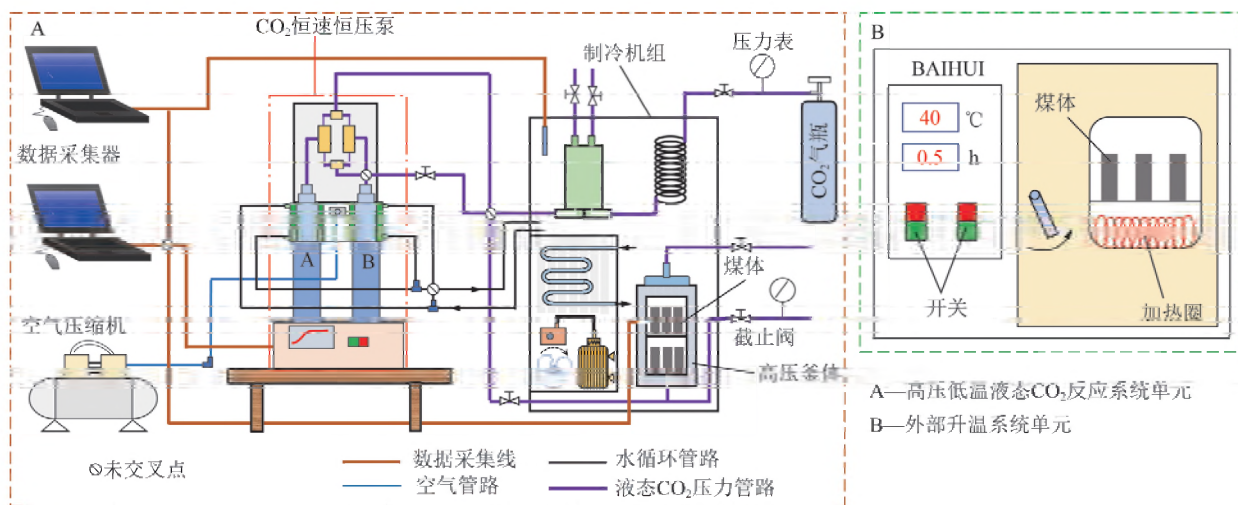 A
CO₂恒速恒压泵
数据采集器
空气压缩机
A
B
制冷机组
压力表
CO₂气瓶
煤体
截止阀
高压釜体
未交叉点
数据采集线
空气管路
水循环管路
液态CO₂压力管路
B
BAIHUI
40 ℃
0.5 h
开关
煤体
加热圈
A—高压低温液态CO₂反应系统单元
B—外部升温系统单元